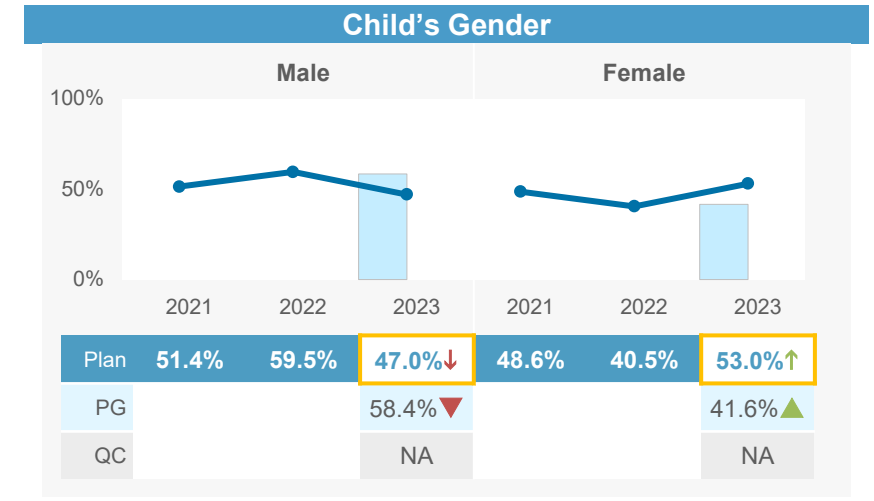 Child’s Gender
Male Female
100%
50%
0%
2021 2022 2023 2021 2022 2023
Plan 51.4% 59.5% 47.0%↓ 48.6% 40.5% 53.0%↑
PG 58.4%▼ 41.6%▲
QC NA NA